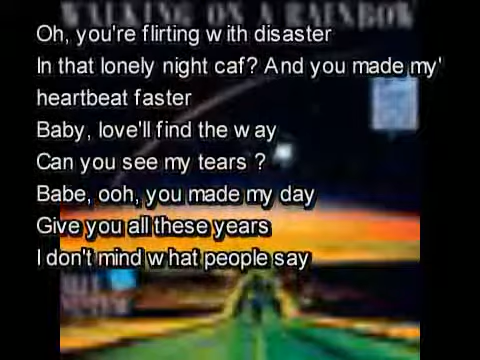 WALKING ON A RAINBOW
Oh, you're flirting with disaster
In that lonely night caf? And you made my'
heartbeat faster
Baby, love'll find the way
Can you see my tears ?
Babe, ooh, you made my day
Give you all these years
I don't mind what people say